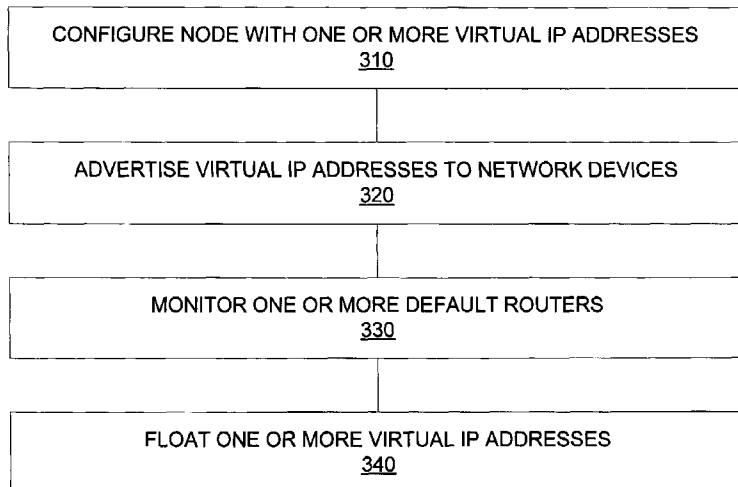 CONFIGURE NODE WITH ONE OR MORE VIRTUAL IP ADDRESSES
310
ADVERTISE VIRTUAL IP ADDRESSES TO NETWORK DEVICES
320
MONITOR ONE OR MORE DEFAULT ROUTERS
330
FLOAT ONE OR MORE VIRTUAL IP ADDRESSES
340